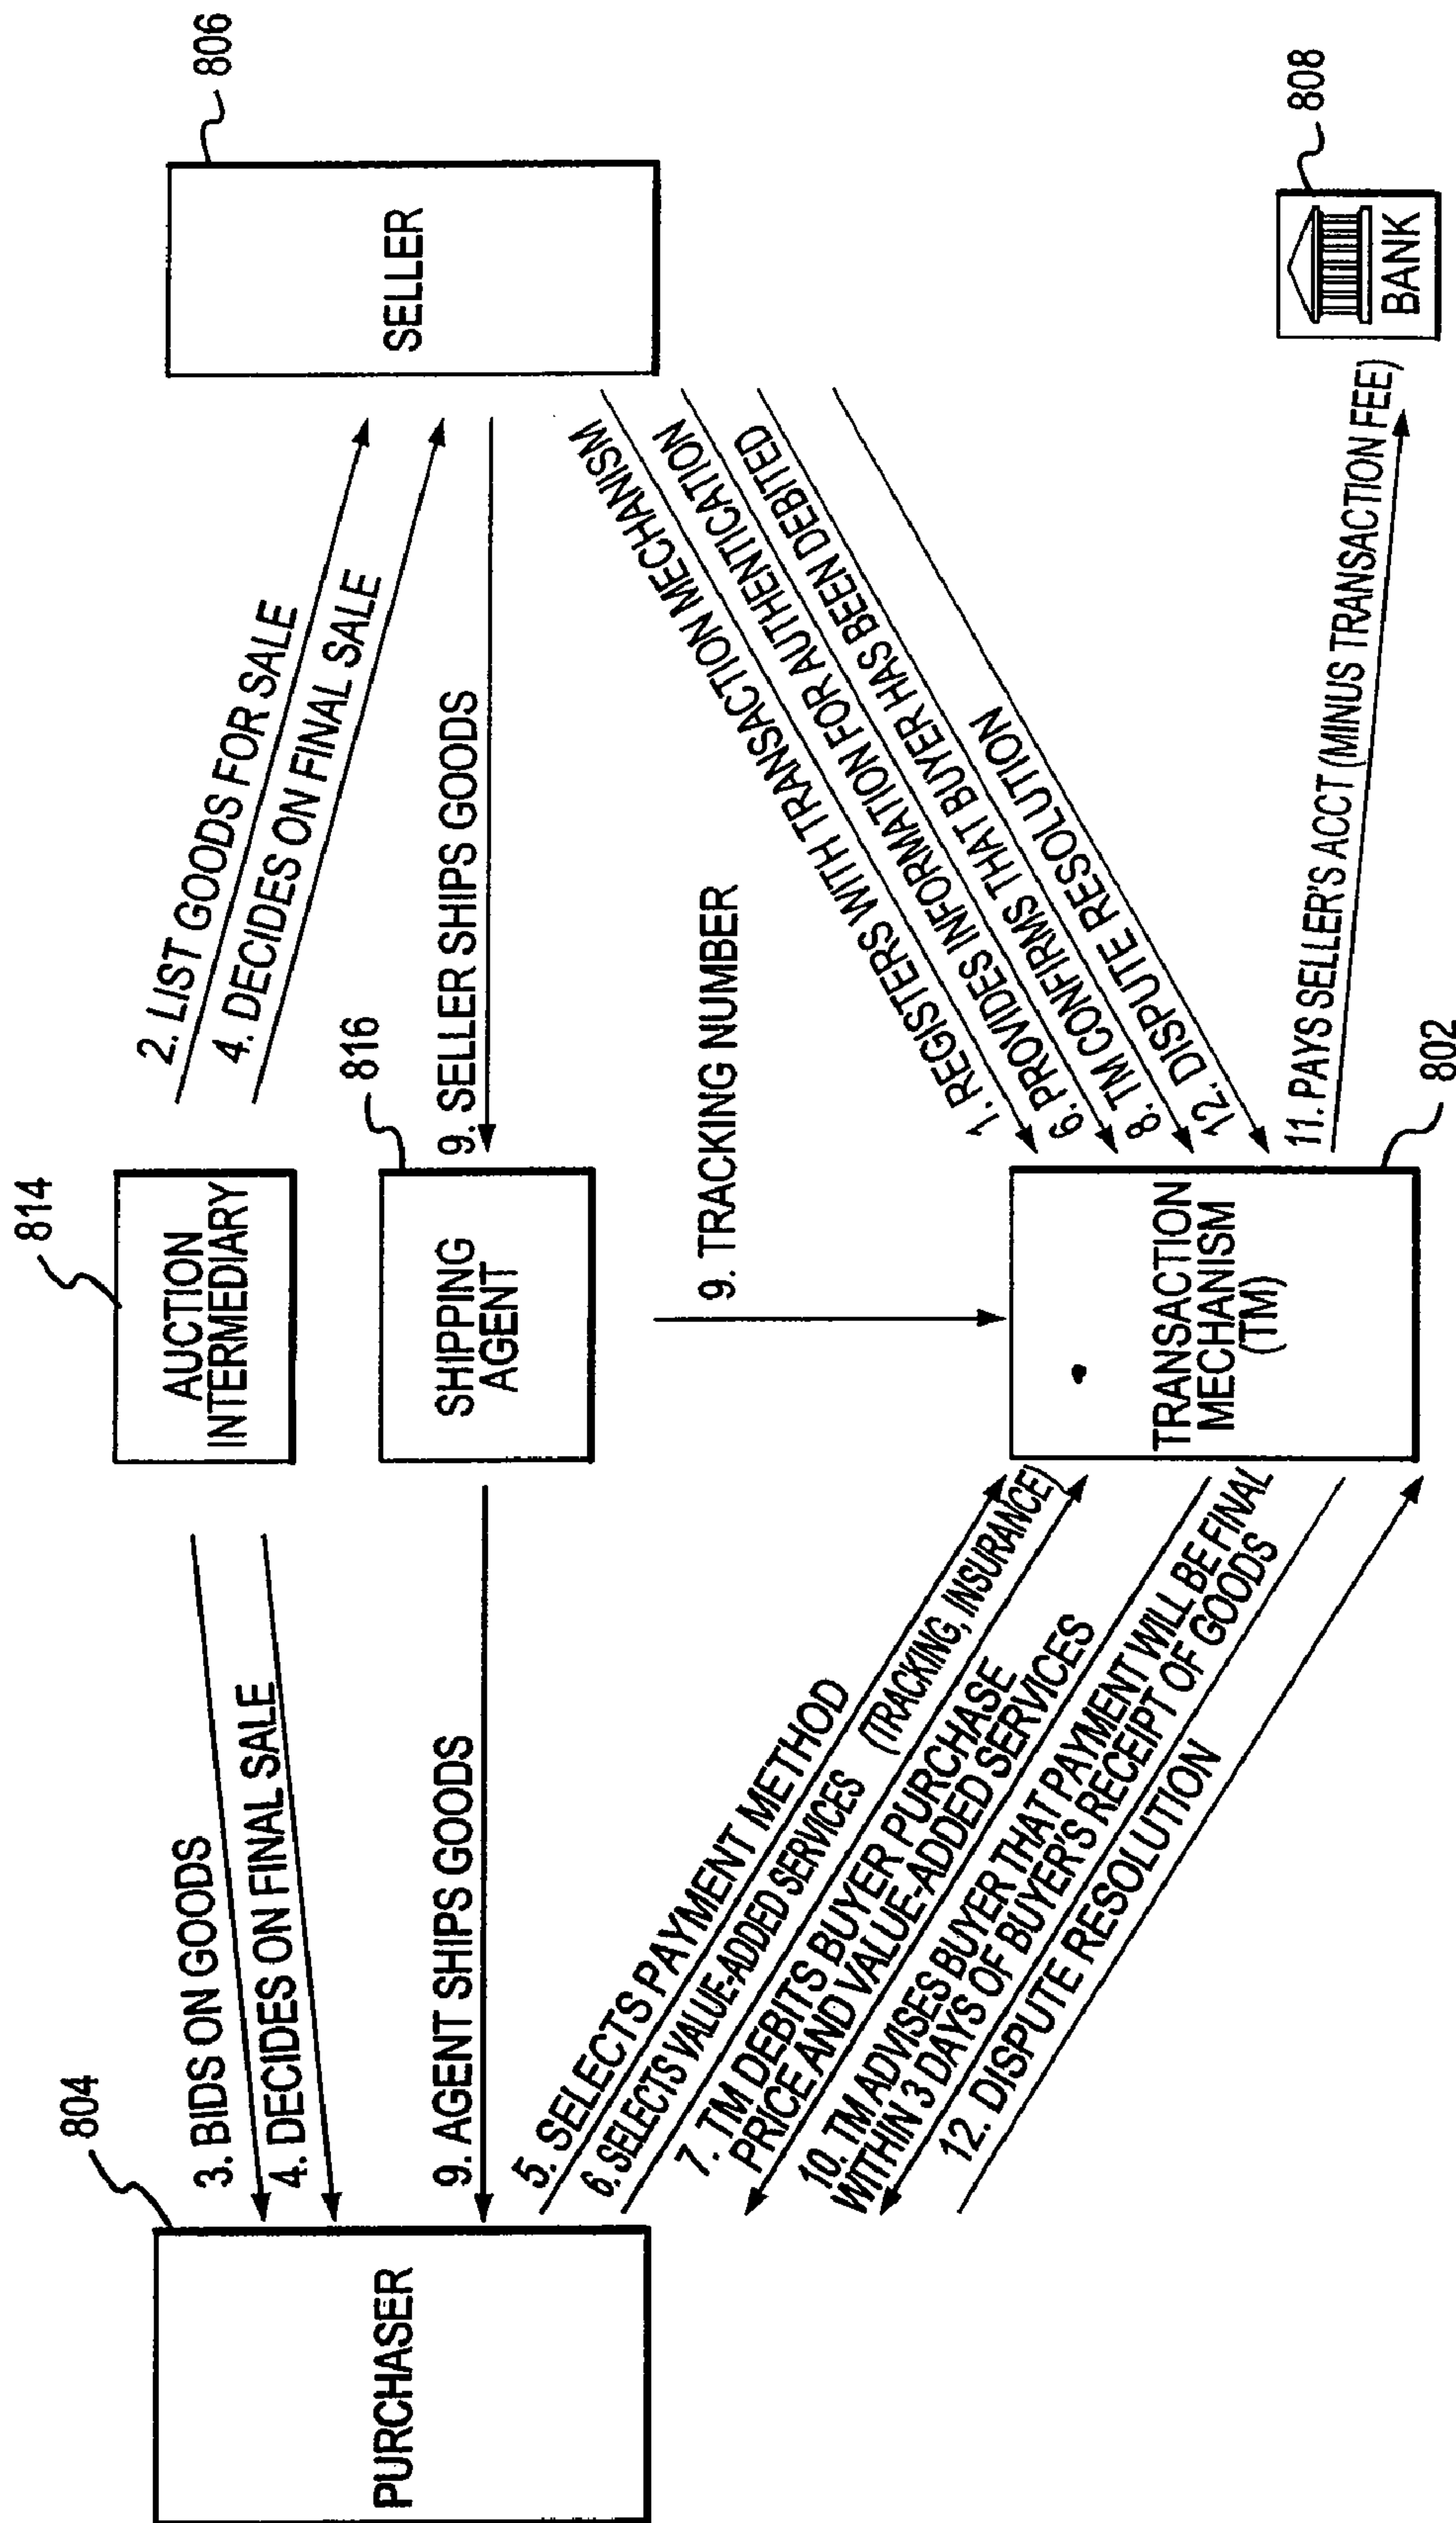 804
PURCHASER
814
AUCTION
INTERMEDIARY
816
SHIPPING
AGENT
806
SELLER
3. BIDS ON GOODS
4. DECIDES ON FINAL SALE
2. LIST GOODS FOR SALE
4. DECIDES ON FINAL SALE
9. AGENT SHIPS GOODS
9. SELLER SHIPS GOODS
9. TRACKING NUMBER
5. SELECTS PAYMENT METHOD
6. SELECTS VALUE-ADDED SERVICES (TRACKING, INSURANCE)
7. TM DEBITS BUYER PURCHASE
PRICE AND VALUE-ADDED SERVICES
10. TM ADVISES BUYER THAT PAYMENT WILL BE FINAL
WITHIN 3 DAYS OF BUYER'S RECEIPT OF GOODS
12. DISPUTE RESOLUTION
1. REGISTERS WITH TRANSACTION MECHANISM
6. PROVIDES INFORMATION FOR AUTHENTICATION
8. TM CONFIRMS THAT BUYER HAS BEEN DEBITED
12. DISPUTE RESOLUTION
TRANSACTION
MECHANISM
(TM)
802
11. PAYS SELLER'S ACCT (MINUS TRANSACTION FEE)
BANK
808